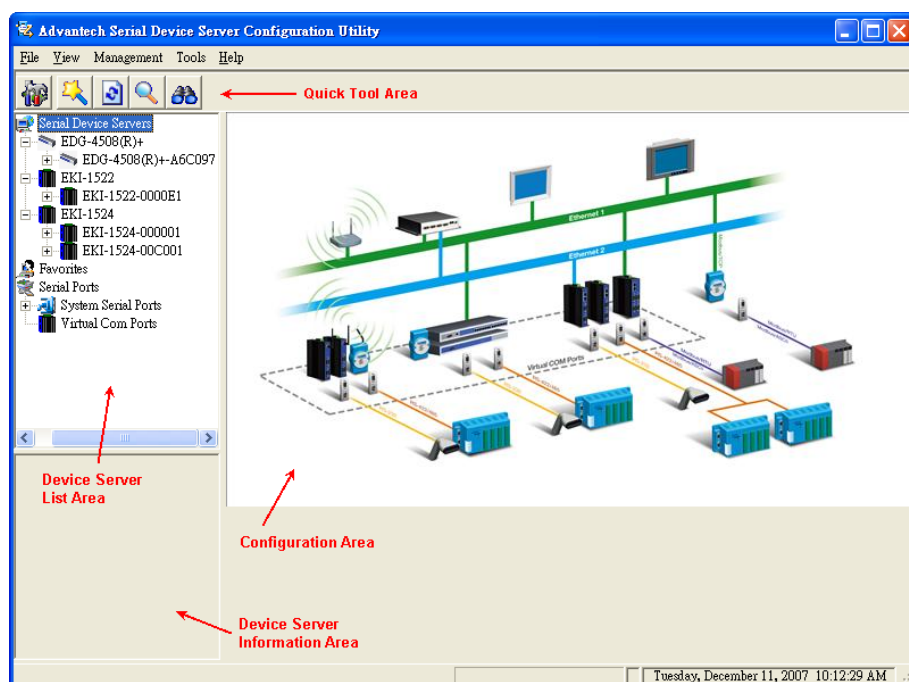 Advantech Serial Device Server Configuration Utility
File View Management Tools Help
Quick Tool Area
Serial Device Servers
EDG-4508(R)+
EDG-4508(R)+-A6C097
EKI-1522
EKI-1522-0000E1
EKI-1524
EKI-1524-000001
EKI-1524-00C001
Favorites
Serial Ports
System Serial Ports
Virtual Com Ports
Ethernet 1
Ethernet 2
Virtual COM Ports
Device Server
List Area
Configuration Area
Device Server
Information Area
Tuesday, December 11, 2007 10:12:29 AM